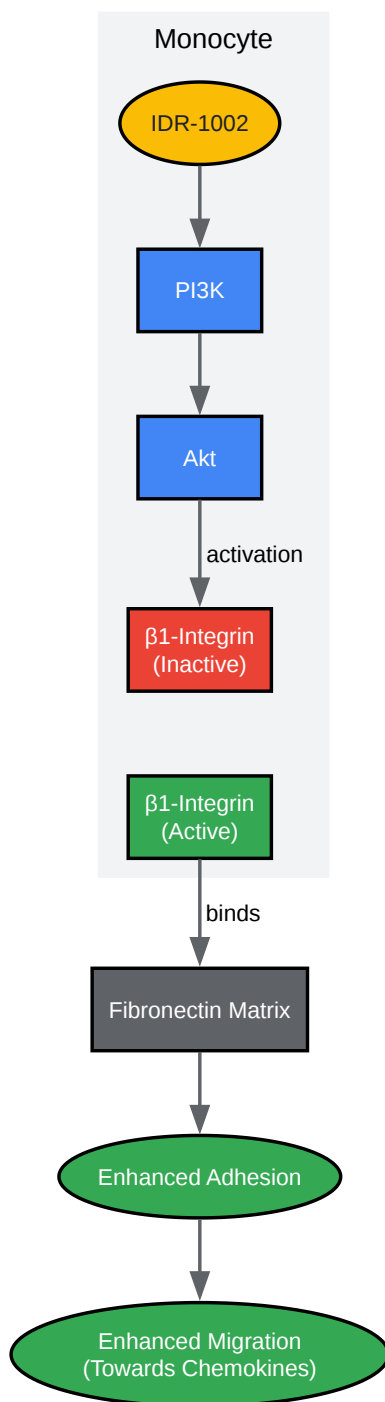 Monocyte
IDR-1002
PI3K
Akt
activation
β1-Integrin
(Inactive)
β1-Integrin
(Active)
binds
Fibronectin Matrix
Enhanced Adhesion
Enhanced Migration
(Towards Chemokines)